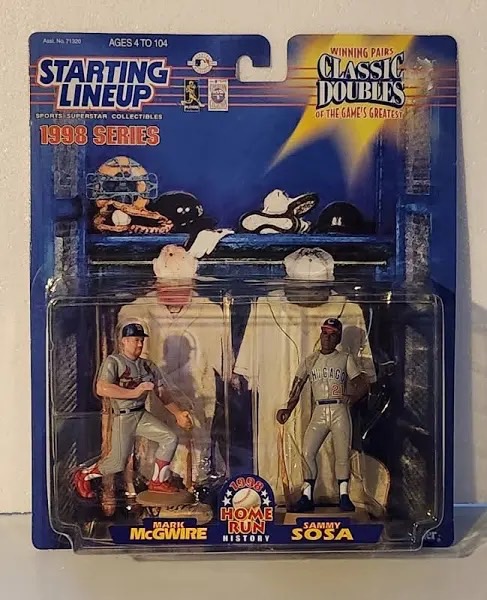 Asst. No. 71320
AGES 4 TO 104
STARTING
LINEUP
SPORTS SUPERSTAR COLLECTIBLES
1998 SERIES
WINNING PAIRS
CLASSIC
DOUBLES
OF THE GAME'S GREATEST
CHICAGO
21
1998
HOME
RUN
HISTORY
MARK
McGWIRE
SAMMY
SOSA